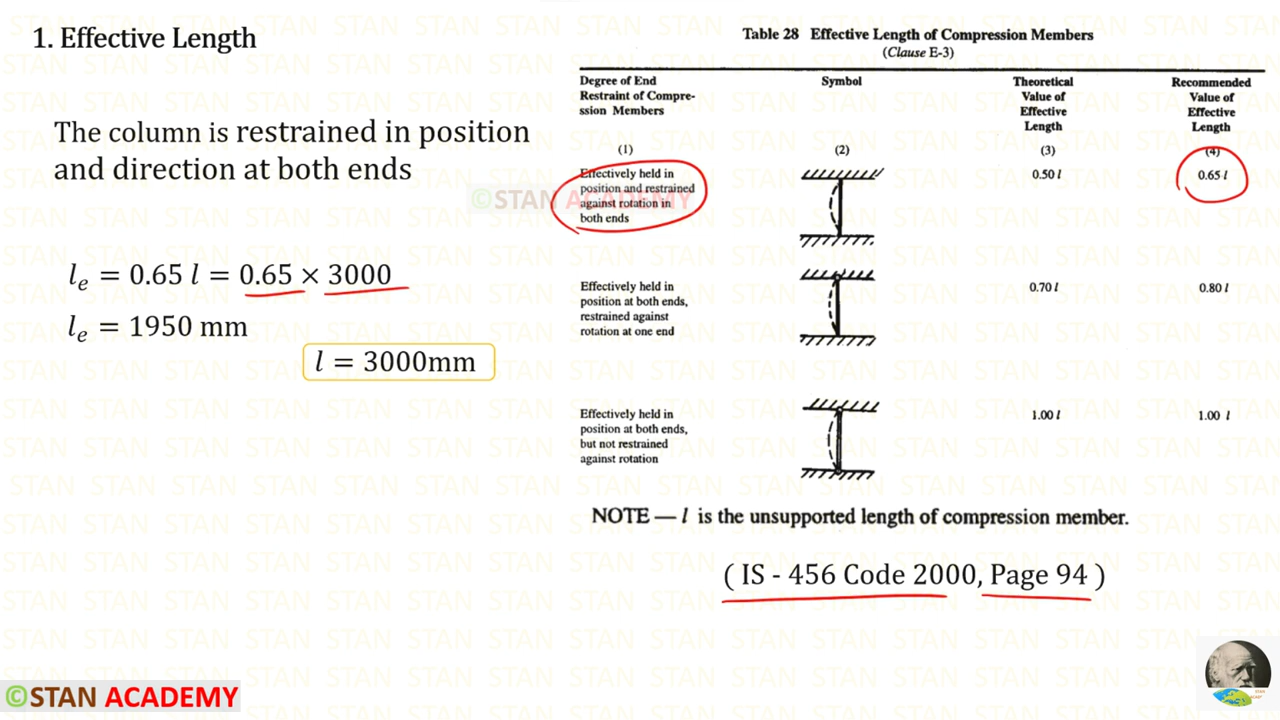 1. Effective Length
The column is restrained in position
and direction at both ends
lₑ = 0.65 l = 0.65 × 3000
lₑ = 1950 mm
l = 3000mm
Table 28 Effective Length of Compression Members
(Clause E-3)
Degree of End
Restraint of Compre-
ssion Members
Symbol
Theoretical
Value of
Effective
Length
Recommended
Value of
Effective
Length
(1)
(2)
(3)
(4)
Effectively held in
position and restrained
against rotation in
both ends
0.50 l
0.65 l
Effectively held in
position at both ends,
restrained against
rotation at one end
0.70 l
0.80 l
Effectively held in
position at both ends,
but not restrained
against rotation
1.00 l
1.00 l
NOTE — l is the unsupported length of compression member.
( IS - 456 Code 2000, Page 94 )
©STAN ACADEMY
©STAN ACADEMY